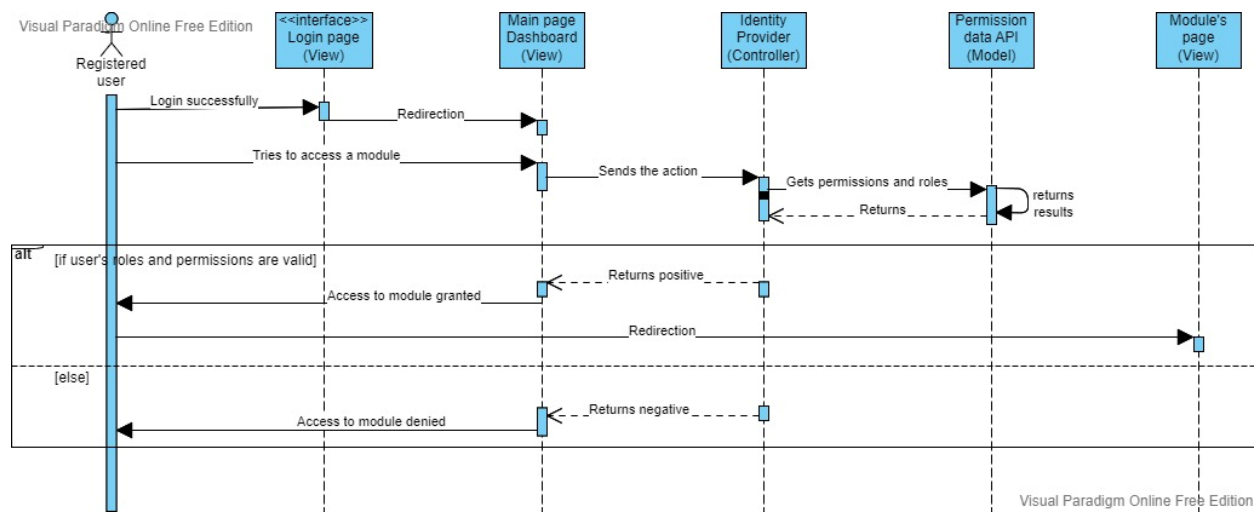 Visual Paradigm Online Free Edition
Registered
user
<<interface>>
Login page
(View)
Main page
Dashboard
(View)
Identity
Provider
(Controller)
Permission
data API
(Model)
Module's
page
(View)
Login successfully
Redirection
Tries to access a module
Sends the action
Gets permissions and roles
returns
results
Returns
alt
[if user's roles and permissions are valid]
Returns positive
Access to module granted
Redirection
[else]
Returns negative
Access to module denied
Visual Paradigm Online Free Edition